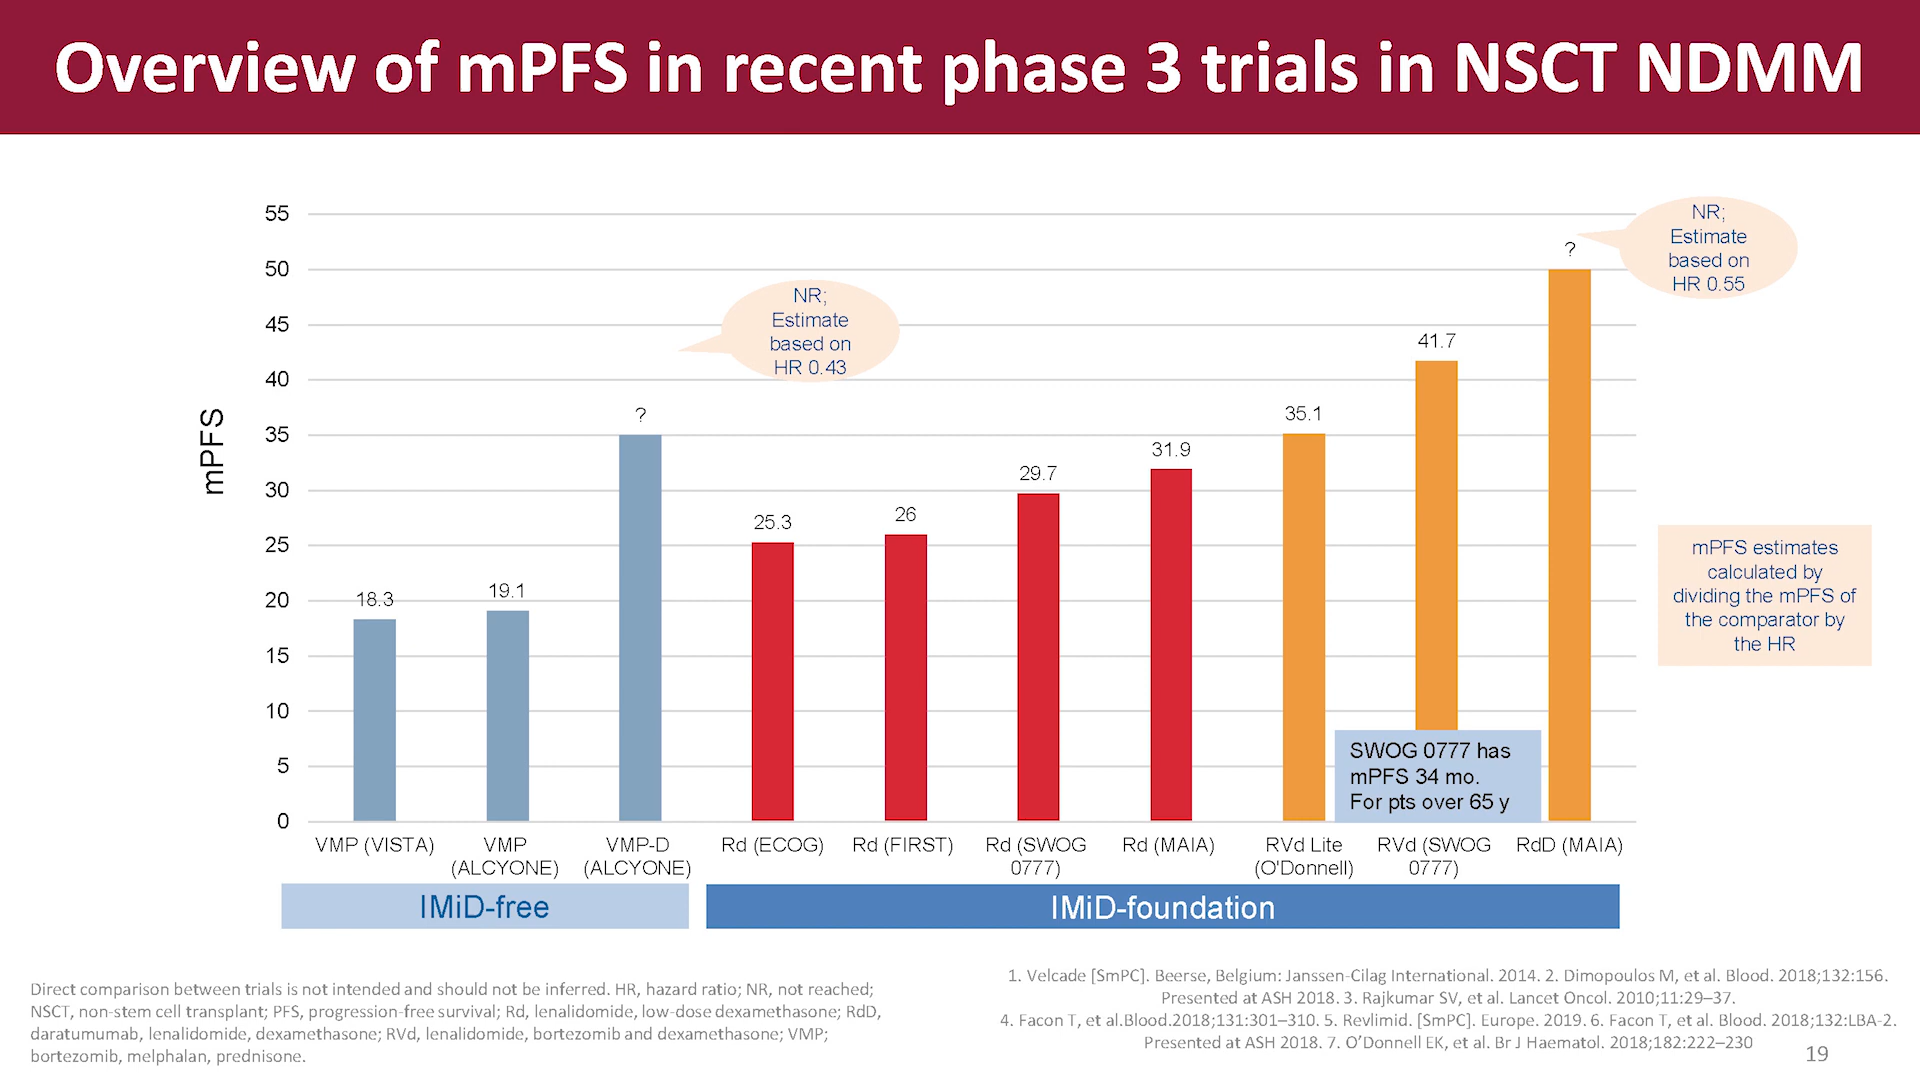 Overview of mPFS in recent phase 3 trials in NSCT NDMM
mPFS
55
50
45
40
35
30
25
20
15
10
5
0
18.3
19.1
?
25.3
26
29.7
31.9
35.1
41.7
?
NR;
Estimate
based on
HR 0.43
NR;
Estimate
based on
HR 0.55
mPFS estimates
calculated by
dividing the mPFS of
the comparator by
the HR
SWOG 0777 has
mPFS 34 mo.
For pts over 65 y
VMP (VISTA)
VMP
(ALCYONE)
VMP-D
(ALCYONE)
Rd (ECOG)
Rd (FIRST)
Rd (SWOG
0777)
Rd (MAIA)
RVd Lite
(O'Donnell)
RVd (SWOG
0777)
RdD (MAIA)
IMiD-free
IMiD-foundation
Direct comparison between trials is not intended and should not be inferred. HR, hazard ratio; NR, not reached;
NSCT, non-stem cell transplant; PFS, progression-free survival; Rd, lenalidomide, low-dose dexamethasone; RdD,
daratumumab, lenalidomide, dexamethasone; RVd, lenalidomide, bortezomib and dexamethasone; VMP;
bortezomib, melphalan, prednisone.
1. Velcade [SmPC]. Beerse, Belgium: Janssen-Cilag International. 2014. 2. Dimopoulos M, et al. Blood. 2018;132:156.
Presented at ASH 2018. 3. Rajkumar SV, et al. Lancet Oncol. 2010;11:29–37.
4. Facon T, et al.Blood.2018;131:301–310. 5. Revlimid. [SmPC]. Europe. 2019. 6. Facon T, et al. Blood. 2018;132:LBA-2.
Presented at ASH 2018. 7. O’Donnell EK, et al. Br J Haematol. 2018;182:222–230
19